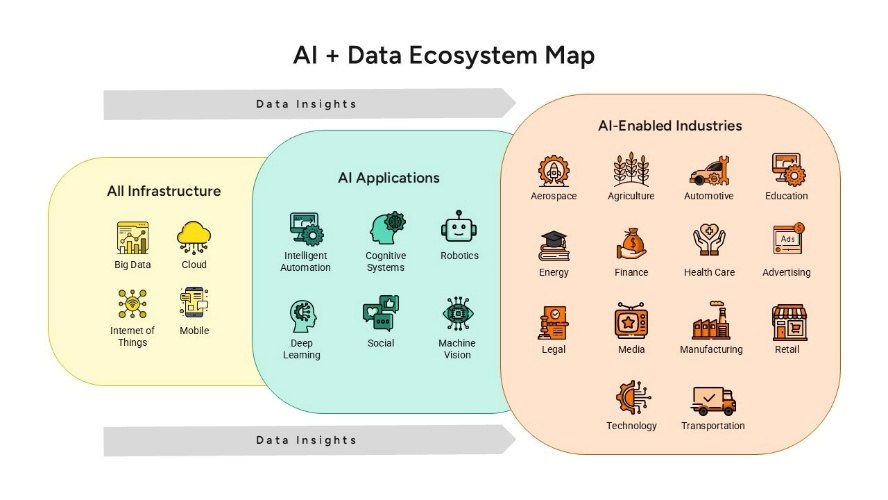 AI + Data Ecosystem Map
Data Insights
All Infrastructure
Big Data
Cloud
Internet of
Things
Mobile
AI Applications
Intelligent
Automation
Cognitive
Systems
Robotics
Deep
Learning
Social
Machine
Vision
AI-Enabled Industries
Aerospace
Agriculture
Automotive
Education
Energy
Finance
Health Care
Ads
Advertising
Legal
Media
Manufacturing
Retail
Technology
Transportation
Data Insights